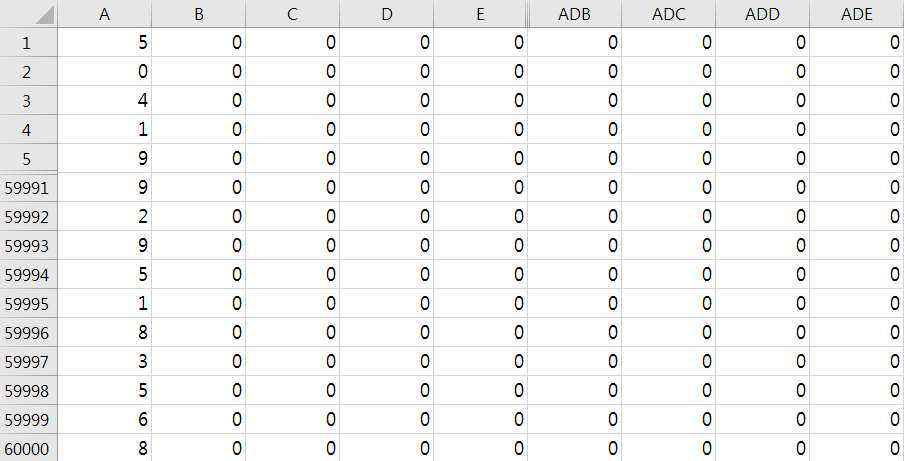 A B C D E ADB ADC ADD ADE
1 5 0 0 0 0 0 0 0 0
2 0 0 0 0 0 0 0 0 0
3 4 0 0 0 0 0 0 0 0
4 1 0 0 0 0 0 0 0 0
5 9 0 0 0 0 0 0 0 0
59991 9 0 0 0 0 0 0 0 0
59992 2 0 0 0 0 0 0 0 0
59993 9 0 0 0 0 0 0 0 0
59994 5 0 0 0 0 0 0 0 0
59995 1 0 0 0 0 0 0 0 0
59996 8 0 0 0 0 0 0 0 0
59997 3 0 0 0 0 0 0 0 0
59998 5 0 0 0 0 0 0 0 0
59999 6 0 0 0 0 0 0 0 0
60000 8 0 0 0 0 0 0 0 0